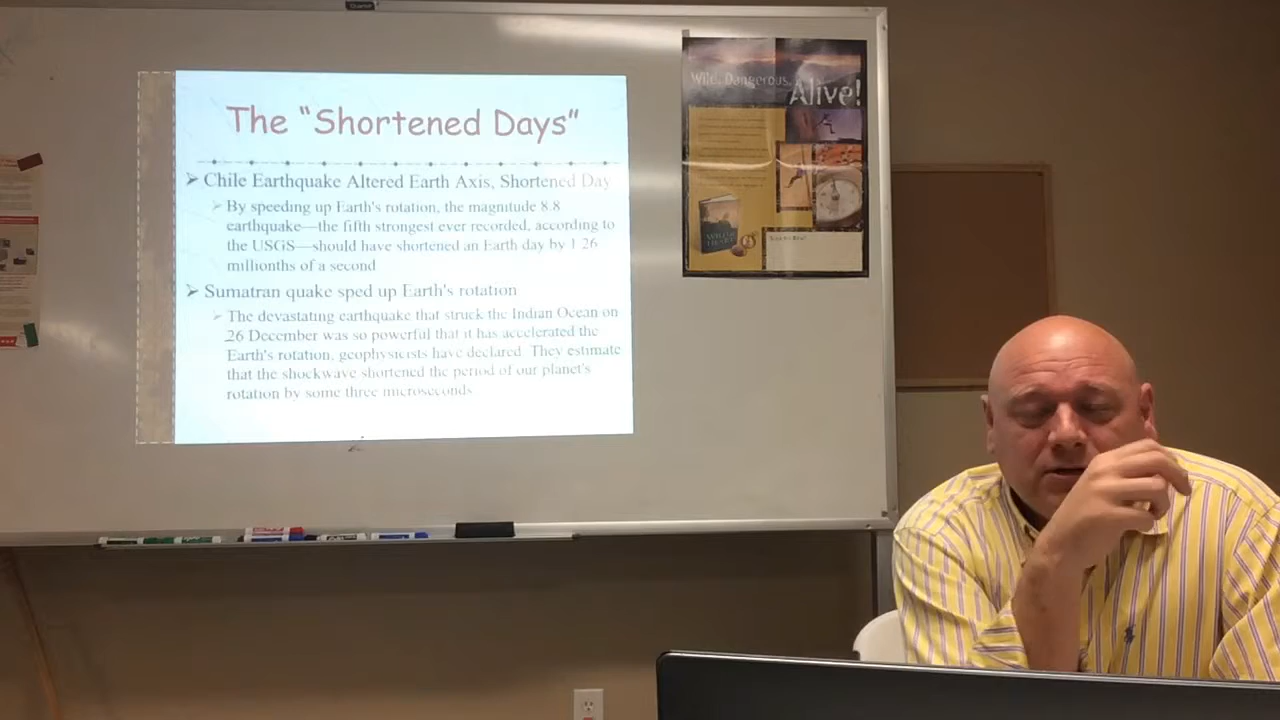 The “Shortened Days”
➢ Chile Earthquake Altered Earth Axis, Shortened Day
➢ By speeding up Earth's rotation, the magnitude 8.8
earthquake—the fifth strongest ever recorded, according to
the USGS—should have shortened an Earth day by 1.26
millionths of a second
➢ Sumatran quake sped up Earth's rotation
➢ The devastating earthquake that struck the Indian Ocean on
26 December was so powerful that it has accelerated the
Earth's rotation, geophysicists have declared. They estimate
that the shockwave shortened the period of our planet's
rotation by some three microseconds.
Wild, Dangerous,
Alive!